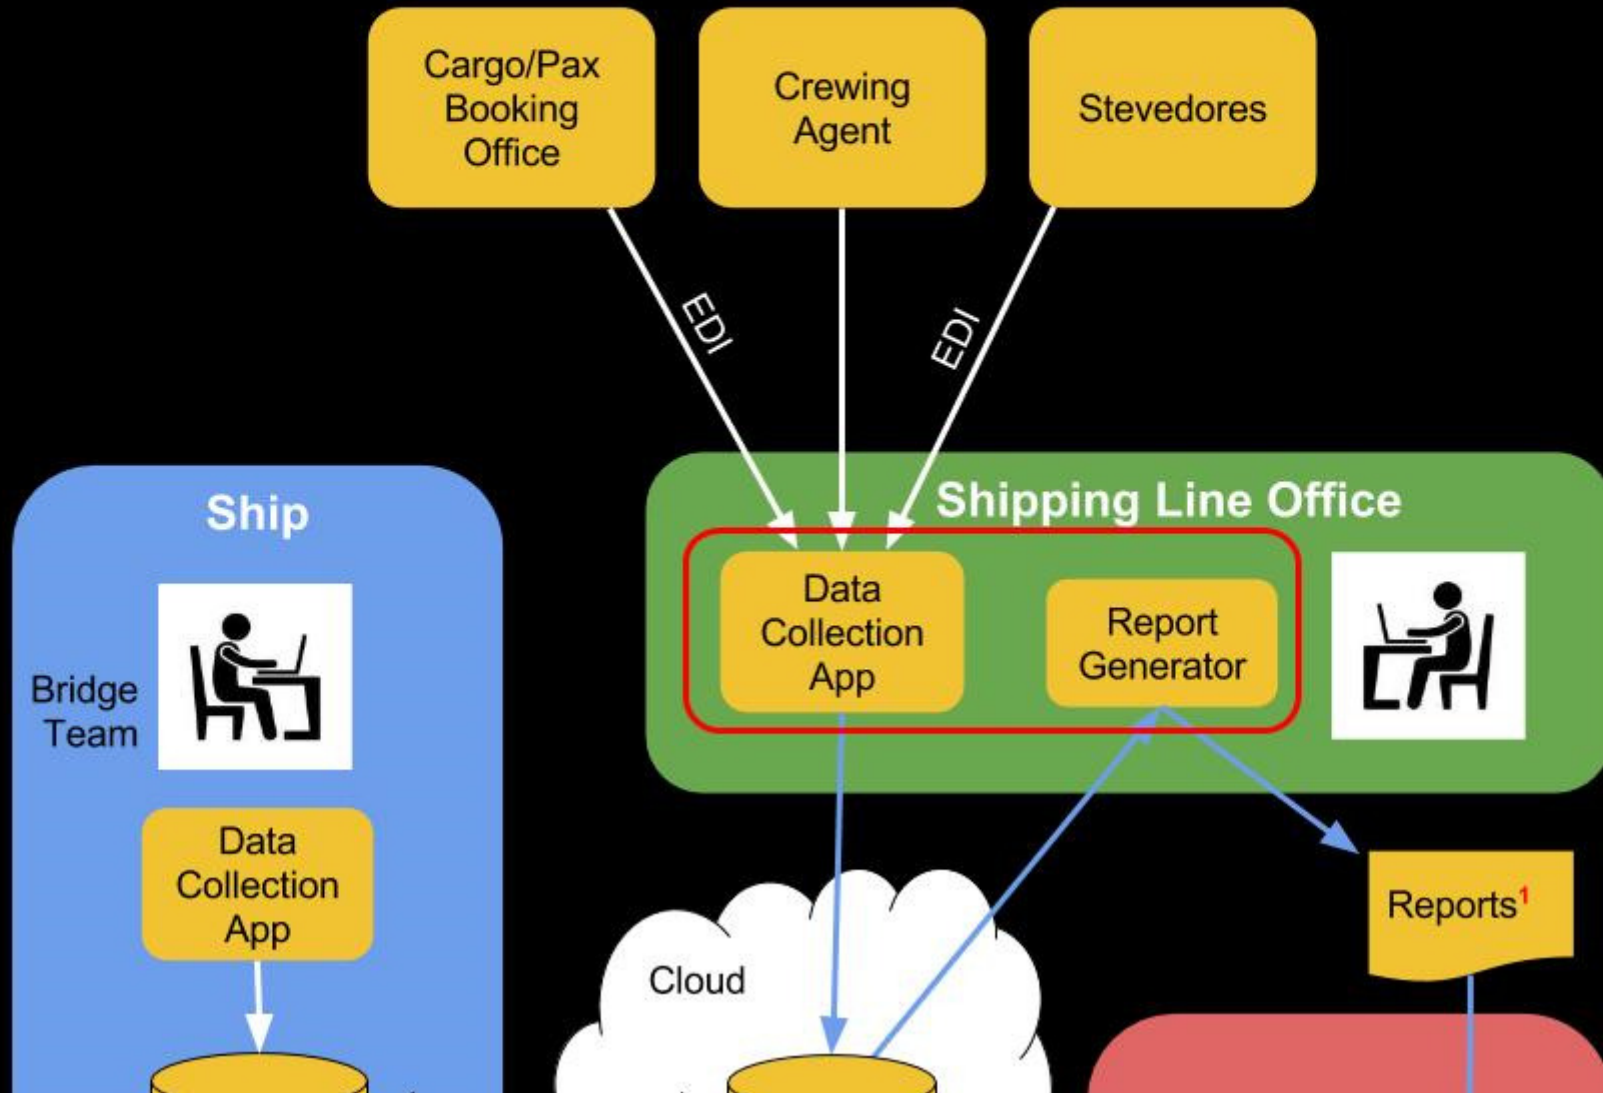 Cargo/Pax
Booking
Office
Crewing
Agent
Stevedores
EDI
EDI
Ship
Shipping Line Office
Data
Collection
App
Report
Generator
Bridge
Team
Data
Collection
App
Reports¹
Cloud